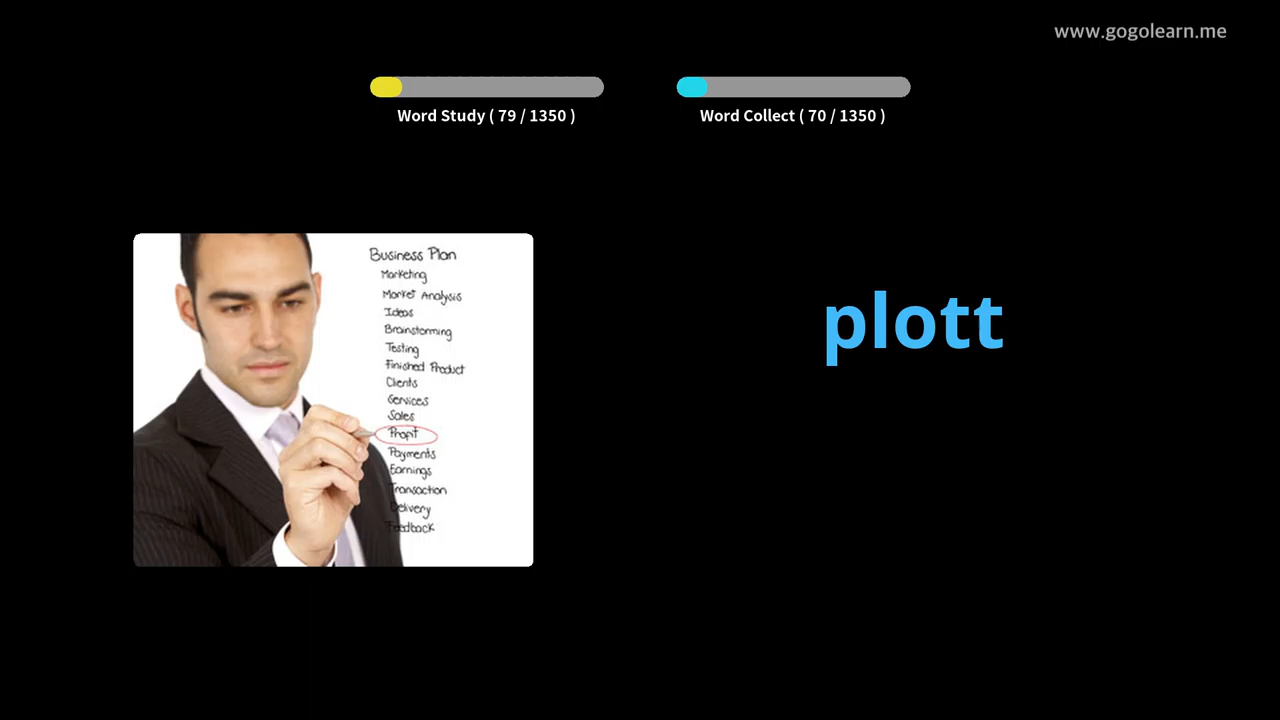 www.gogolearn.me
Word Study ( 79 / 1350 )
Word Collect ( 70 / 1350 )
Business Plan
Marketing
Market Analysis
Ideas
Brainstorming
Testing
Finished Product
Clients
Services
Sales
Profit
Payments
Earnings
Transaction
Delivery
Feedback
plott